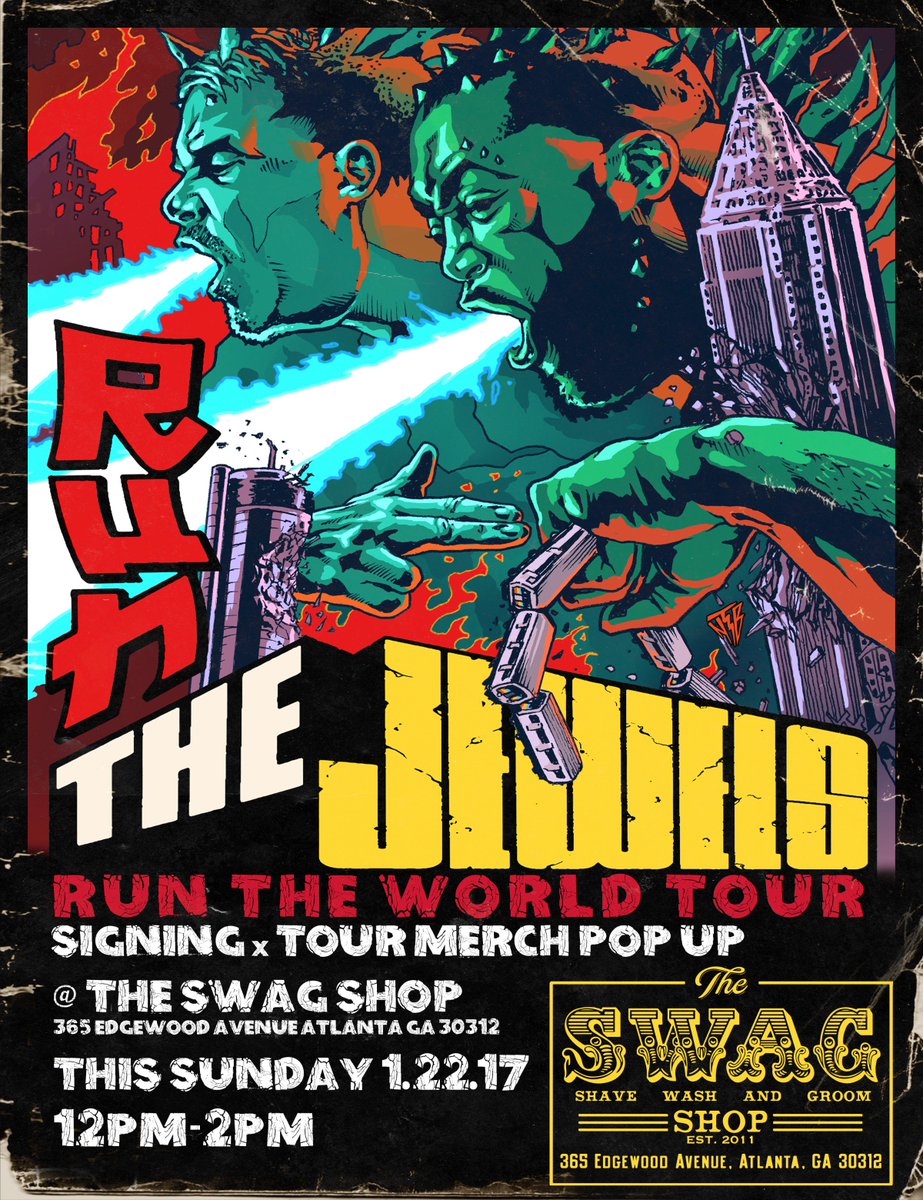 RUN
THE JEWELS
RUN THE WORLD TOUR
SIGNING x TOUR MERCH POP UP
@ THE SWAG SHOP
365 EDGEWOOD AVENUE ATLANTA GA 30312
THIS SUNDAY 1.22.17
12PM-2PM
The
SWAG
SHAVE WASH AND GROOM
SHOP
EST. 2011
365 EDGEWOOD AVENUE, ATLANTA, GA 30312